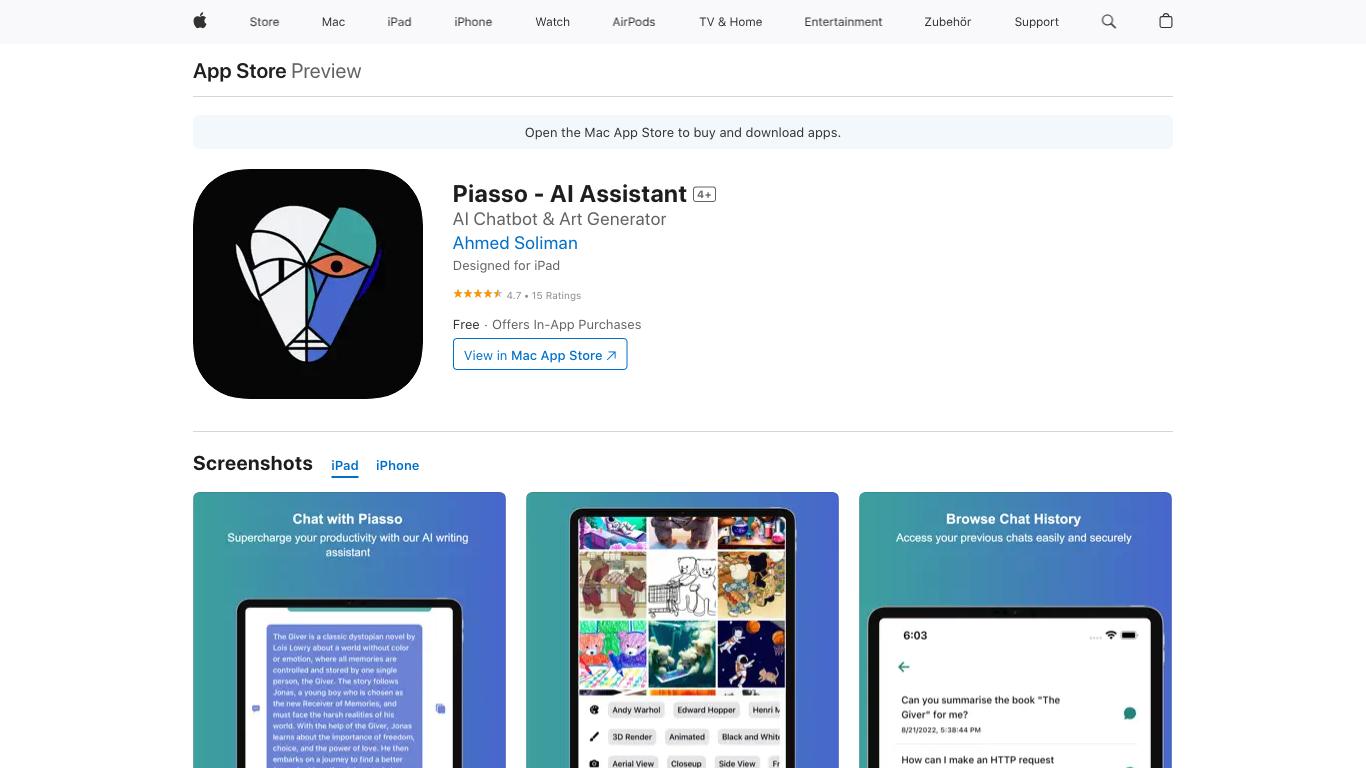 Store Mac iPad iPhone Watch AirPods TV & Home Entertainment Zubehör Support
App Store Preview
Open the Mac App Store to buy and download apps.
Piasso - AI Assistant 4+
AI Chatbot & Art Generator
Ahmed Soliman
Designed for iPad
4.7 • 15 Ratings
Free · Offers In-App Purchases
View in Mac App Store
Screenshots iPad iPhone
Chat with Piasso
Supercharge your productivity with our AI writing
assistant
The Giver is a classic dystopian novel by
Lois Lowry about a world without color
or emotion, where all memories are
controlled and stored by one single
person, the Giver. The story follows
Jonas, a young boy who is chosen as
the new Receiver of Memories, and
must face the harsh realities of his
world. With the help of the Giver, Jonas
learns about the importance of freedom,
choice, and the power of love. He then
embarks on a journey to find a better
Andy Warhol Edward Hopper Henri M
3D Render Animated Black and White
Aerial View Closeup Side View Fr
Browse Chat History
Access your previous chats easily and securely
6:03
Can you summarise the book "The
Giver" for me?
8/21/2022, 5:38:44 PM
How can I make an HTTP request